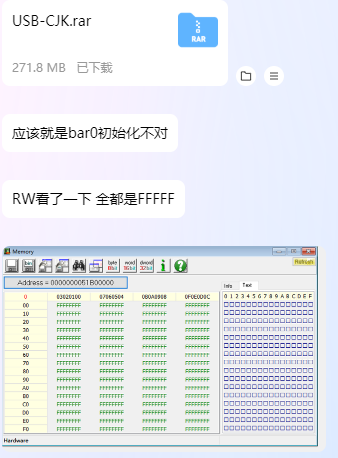 USB-CJK.rar
RAR
271.8 MB 已下载
应该就是bar0初始化不对
RW看了一下 全都是FFFFF
Memory
byte 8bit word 16bit dword 32bit
Refresh
Address = 0000000051B00000
Info Text
0 03020100 07060504 0B0A0908 0F0E0D0C 0 1 2 3 4 5 6 7 8 9 A B C D E F
00 FFFFFFFF FFFFFFFF FFFFFFFF FFFFFFFF
10 FFFFFFFF FFFFFFFF FFFFFFFF FFFFFFFF
20 FFFFFFFF FFFFFFFF FFFFFFFF FFFFFFFF
30 FFFFFFFF FFFFFFFF FFFFFFFF FFFFFFFF
40 FFFFFFFF FFFFFFFF FFFFFFFF FFFFFFFF
50 FFFFFFFF FFFFFFFF FFFFFFFF FFFFFFFF
60 FFFFFFFF FFFFFFFF FFFFFFFF FFFFFFFF
70 FFFFFFFF FFFFFFFF FFFFFFFF FFFFFFFF
80 FFFFFFFF FFFFFFFF FFFFFFFF FFFFFFFF
90 FFFFFFFF FFFFFFFF FFFFFFFF FFFFFFFF
A0 FFFFFFFF FFFFFFFF FFFFFFFF FFFFFFFF
B0 FFFFFFFF FFFFFFFF FFFFFFFF FFFFFFFF
C0 FFFFFFFF FFFFFFFF FFFFFFFF FFFFFFFF
D0 FFFFFFFF FFFFFFFF FFFFFFFF FFFFFFFF
E0 FFFFFFFF FFFFFFFF FFFFFFFF FFFFFFFF
F0 FFFFFFFF FFFFFFFF FFFFFFFF FFFFFFFF
Hardware